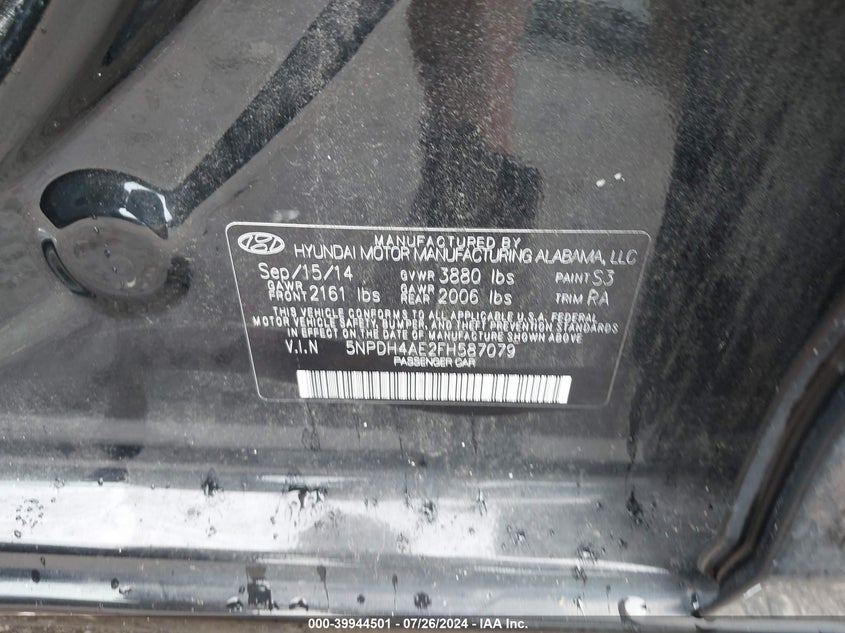 MANUFACTURED BY
HYUNDAI MOTOR MANUFACTURING ALABAMA, LLC
Sep/15/14 GVWR 3880 lbs PAINT S3
GAWR FRONT 2161 lbs GAWR REAR 2006 lbs TRIM RA
THIS VEHICLE CONFORMS TO ALL APPLICABLE U.S.A. FEDERAL
MOTOR VEHICLE SAFETY, BUMPER, AND THEFT PREVENTION STANDARDS
IN EFFECT ON THE DATE OF MANUFACTURE SHOWN ABOVE.
V.I.N 5NPDH4AE2FH587079
PASSENGER CAR
000-39944501 - 07/26/2024 - IAA Inc.